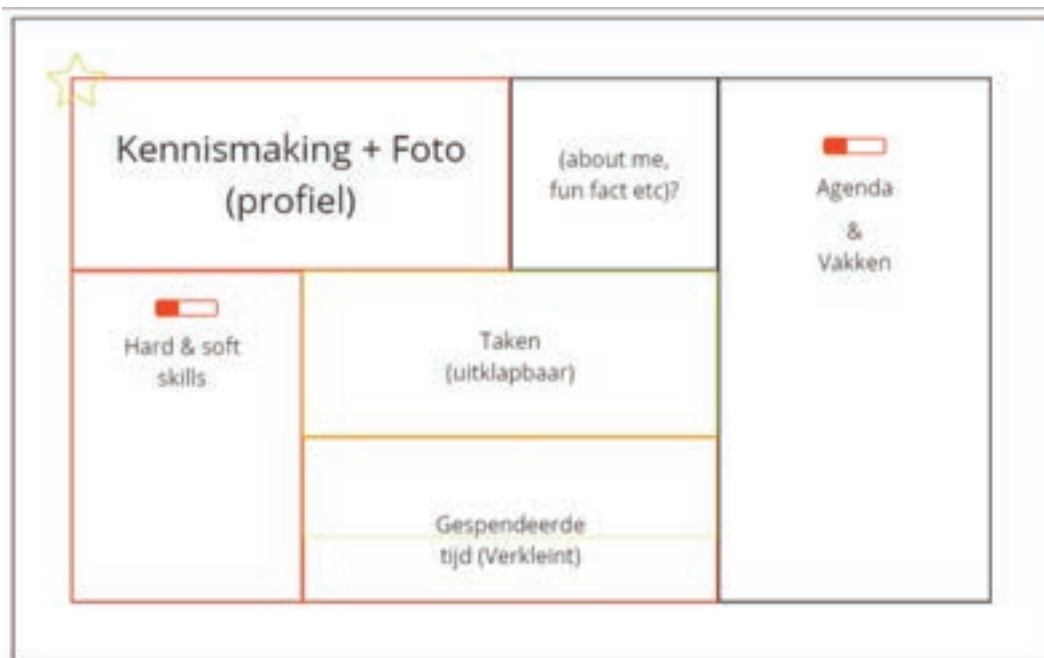 Kennismaking + Foto
(profiel)
(about me,
fun fact etc)?
Agenda
&
Vakken
Hard & soft
skills
Taken
(uitklapbaar)
Gespendeerde
tijd (Verkleint)